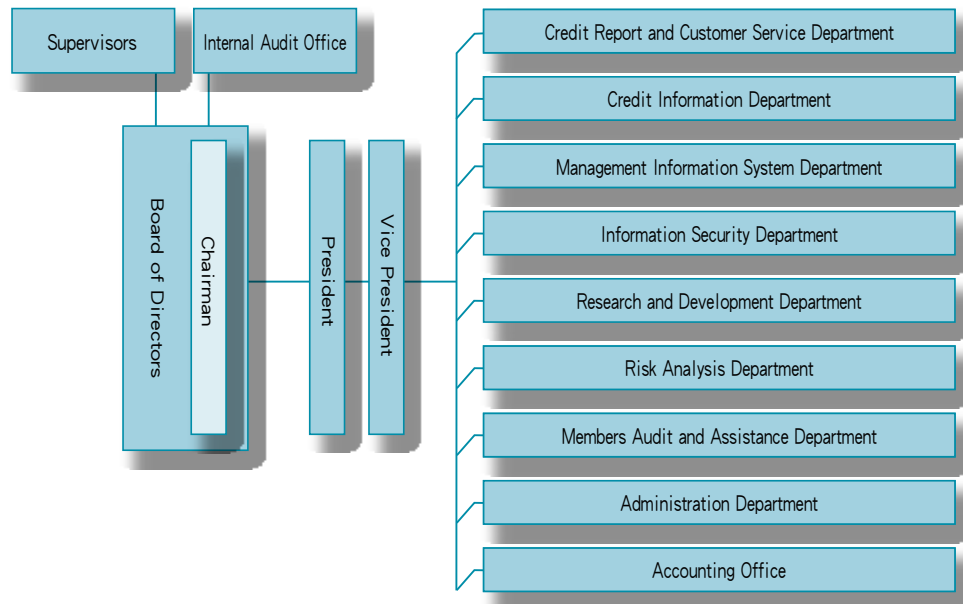 Supervisors
Internal Audit Office
Board of Directors
Chairman
President
Vice President
Credit Report and Customer Service Department
Credit Information Department
Management Information System Department
Information Security Department
Research and Development Department
Risk Analysis Department
Members Audit and Assistance Department
Administration Department
Accounting Office